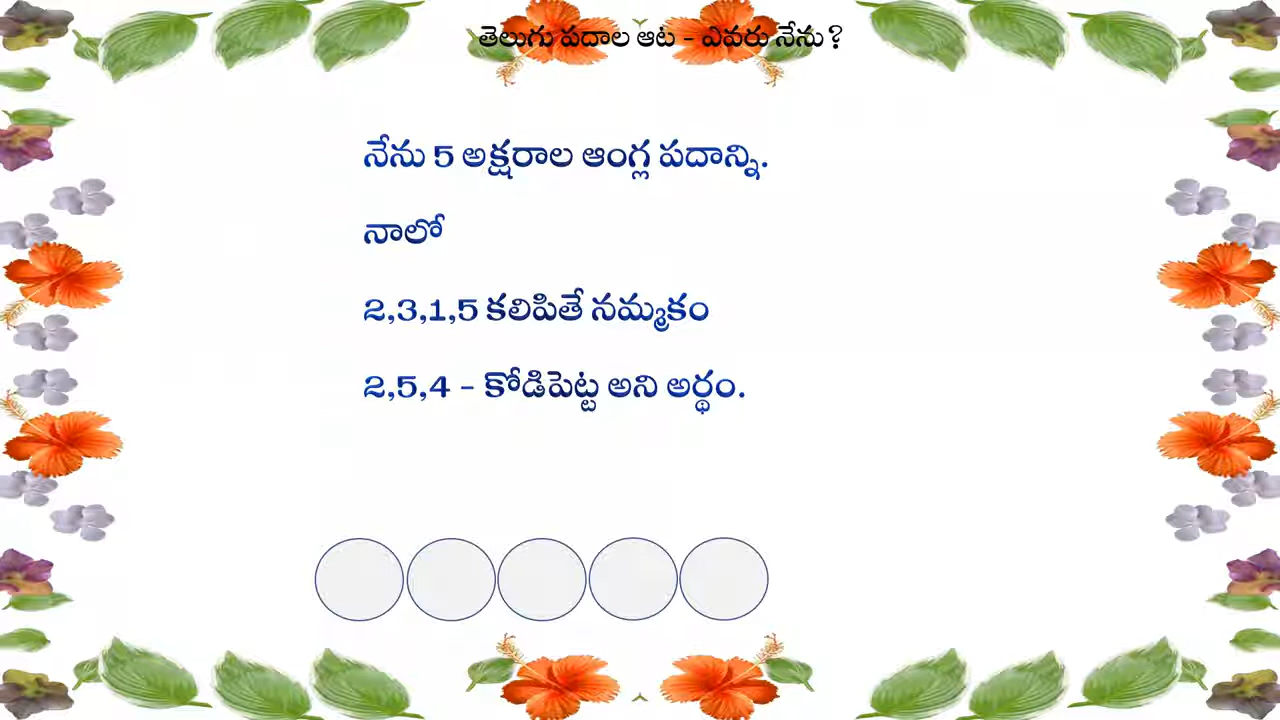 తెలుగు పదాల ఆట - ఎవరు నేను?
నేను 5 అక్షరాల ఆంగ్ల పదాన్ని.
నాలో
2,3,1,5 కలిపితే నమ్మకం
2,5,4 - కోడిపెట్ట అని అర్థం.